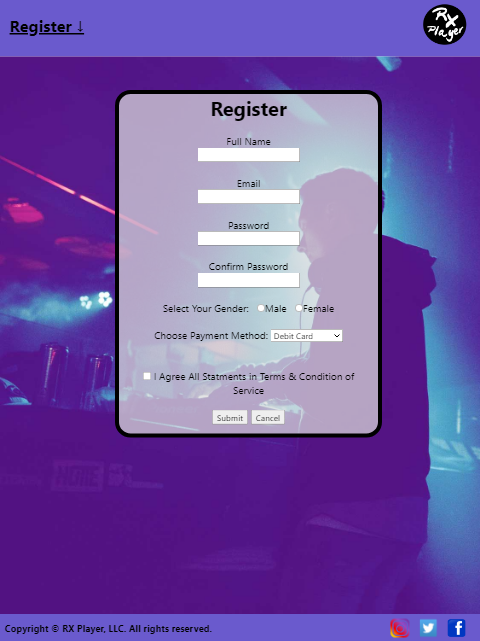 Register ↓
RX
Player
Register
Full Name
Email
Password
Confirm Password
Select Your Gender: Male Female
Choose Payment Method: Debit Card
I Agree All Statments in Terms & Condition of
Service
Submit Cancel
MORE
Copyright © RX Player, LLC. All rights reserved.